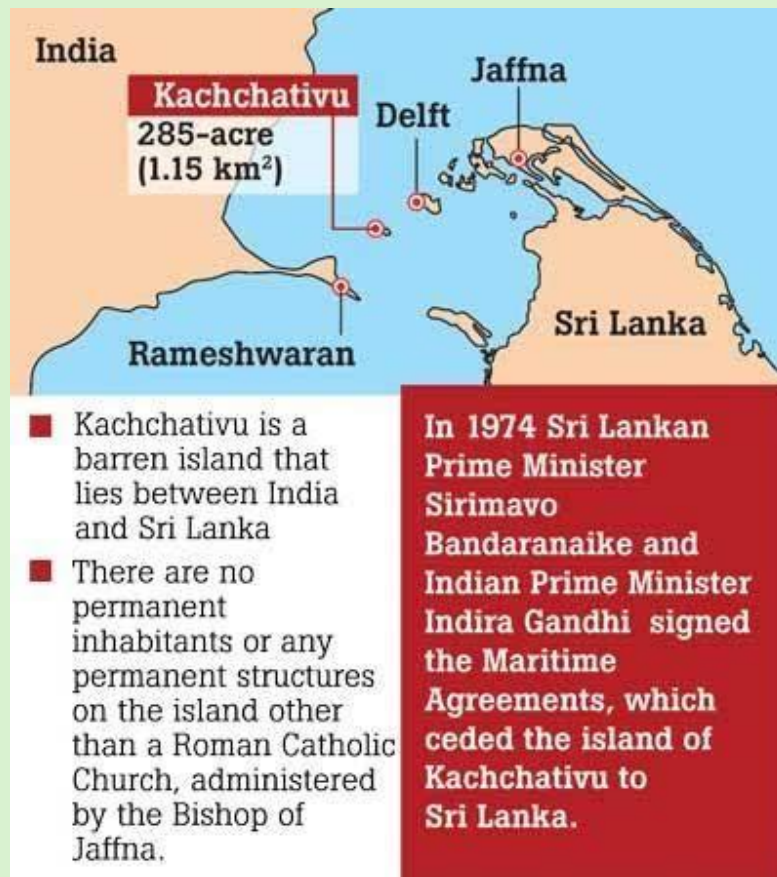 India
Kachchativu
285-acre
(1.15 km²)
Jaffna
Delft
Rameshwaran
Sri Lanka
Kachchativu is a
barren island that
lies between India
and Sri Lanka
There are no
permanent
inhabitants or any
permanent structures
on the island other
than a Roman Catholic
Church, administered
by the Bishop of
Jaffna.
In 1974 Sri Lankan
Prime Minister
Sirimavo
Bandaranaike and
Indian Prime Minister
Indira Gandhi signed
the Maritime
Agreements, which
ceded the island of
Kachchativu to
Sri Lanka.